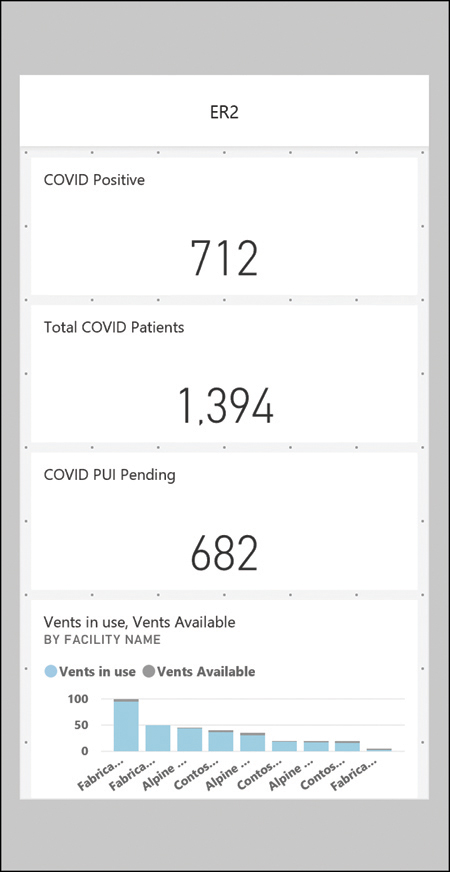 ER2
COVID Positive
712
Total COVID Patients
1,394
COVID PUI Pending
682
Vents in use, Vents Available
BY FACILITY NAME
Vents in use Vents Available
100
50
0
Fabrica... Fabrica... Alpine ... Contos... Alpine ... Contos... Alpine ... Contos... Fabrica...